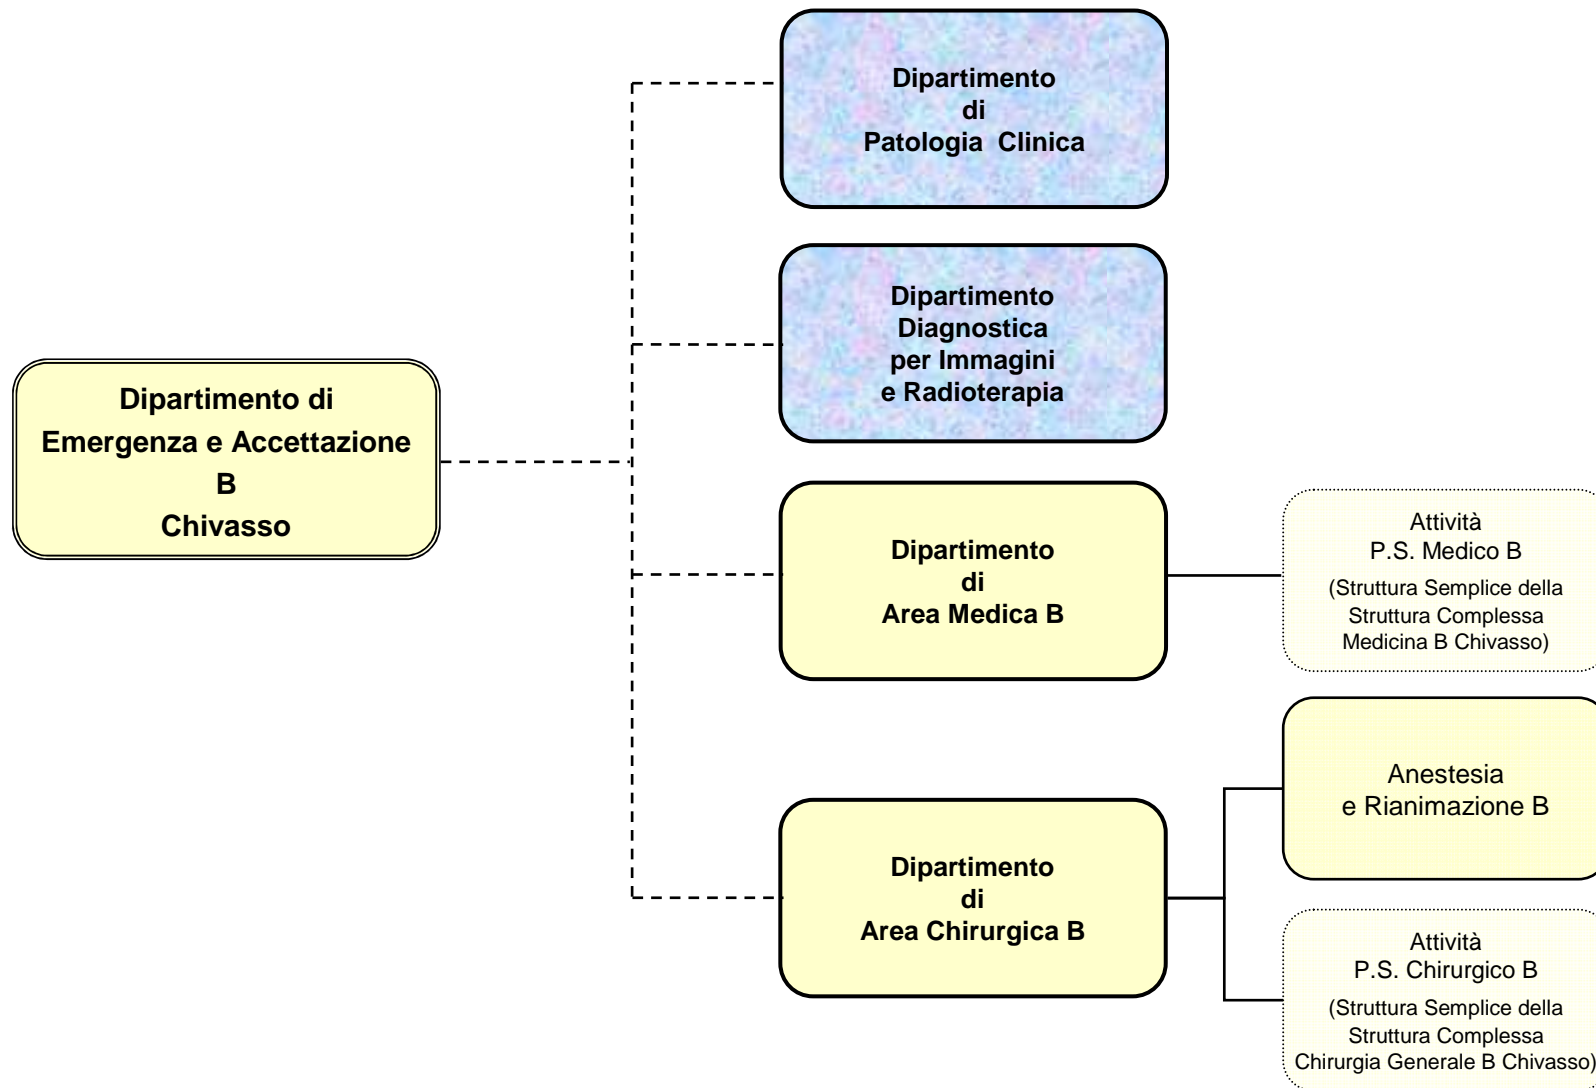 Dipartimento
di
Patologia Clinica
Dipartimento
Diagnostica
per Immagini
e Radioterapia
Dipartimento di
Emergenza e Accettazione
B
Chivasso
Dipartimento
di
Area Medica B
Attività
P.S. Medico B
(Struttura Semplice della
Struttura Complessa
Medicina B Chivasso)
Anestesia
e Rianimazione B
Dipartimento
di
Area Chirurgica B
Attività
P.S. Chirurgico B
(Struttura Semplice della
Struttura Complessa
Chirurgia Generale B Chivasso)